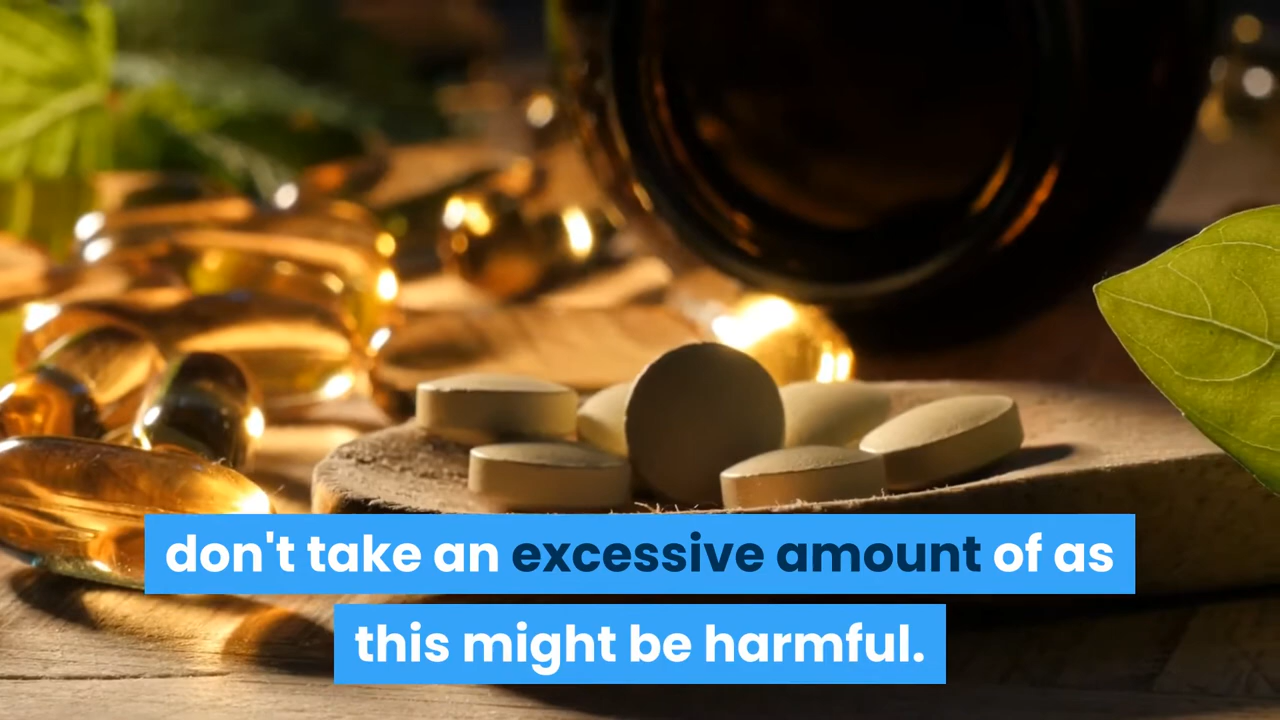 don't take an excessive amount of as
this might be harmful.